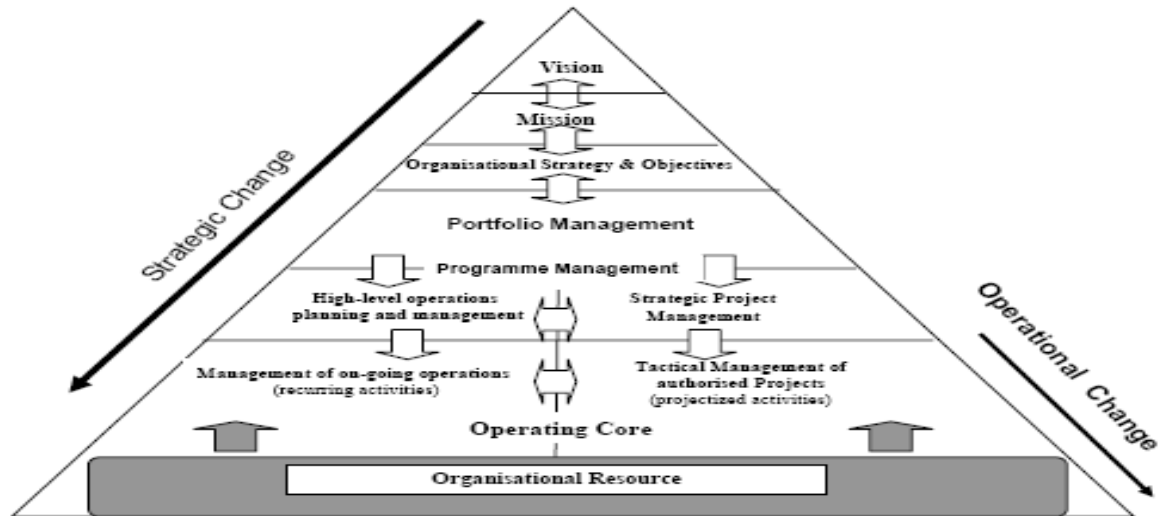 Vision
Mission
Organisational Strategy & Objectives
Strategic Change
Portfolio Management
Programme Management
High-level operations
planning and management
Strategic Project
Management
Operational Change
Management of on-going operations
(recurring activities)
Tactical Management of
authorised Projects
(projectized activities)
Operating Core
Organisational Resource